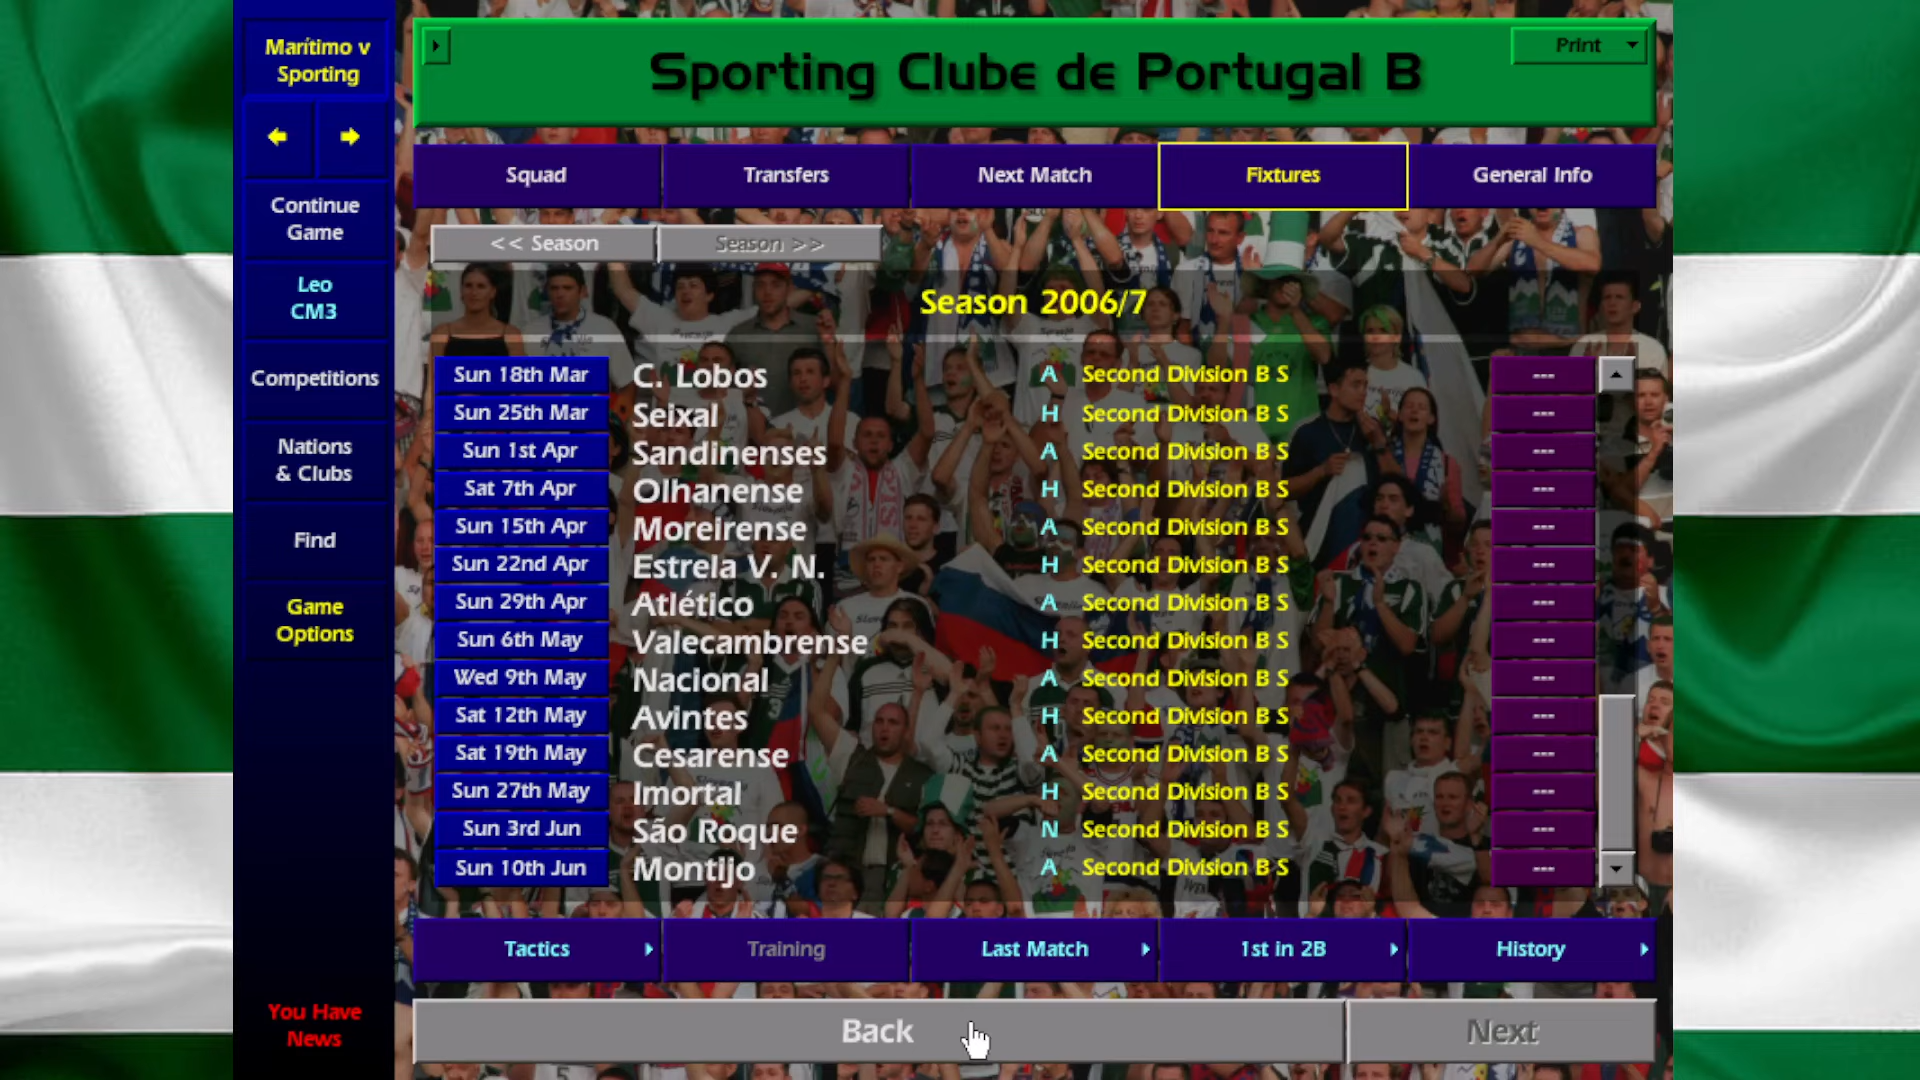 Marítimo v
Sporting
Continue
Game
Leo
CM3
Competitions
Nations
& Clubs
Find
Game
Options
You Have
News
Sporting Clube de Portugal B
Print
Squad Transfers Next Match Fixtures General Info
<< Season Season >>
Season 2006/7
Sun 18th Mar C. Lobos A Second Division B S ---
Sun 25th Mar Seixal H Second Division B S ---
Sun 1st Apr Sandinenses A Second Division B S ---
Sat 7th Apr Olhanense H Second Division B S ---
Sun 15th Apr Moreirense A Second Division B S ---
Sun 22nd Apr Estrela V. N. H Second Division B S ---
Sun 29th Apr Atlético A Second Division B S ---
Sun 6th May Valecambrense H Second Division B S ---
Wed 9th May Nacional A Second Division B S ---
Sat 12th May Avintes H Second Division B S ---
Sat 19th May Cesarense A Second Division B S ---
Sun 27th May Imortal H Second Division B S ---
Sun 3rd Jun São Roque N Second Division B S ---
Sun 10th Jun Montijo A Second Division B S ---
Tactics Training Last Match 1st in 2B History
Back Next